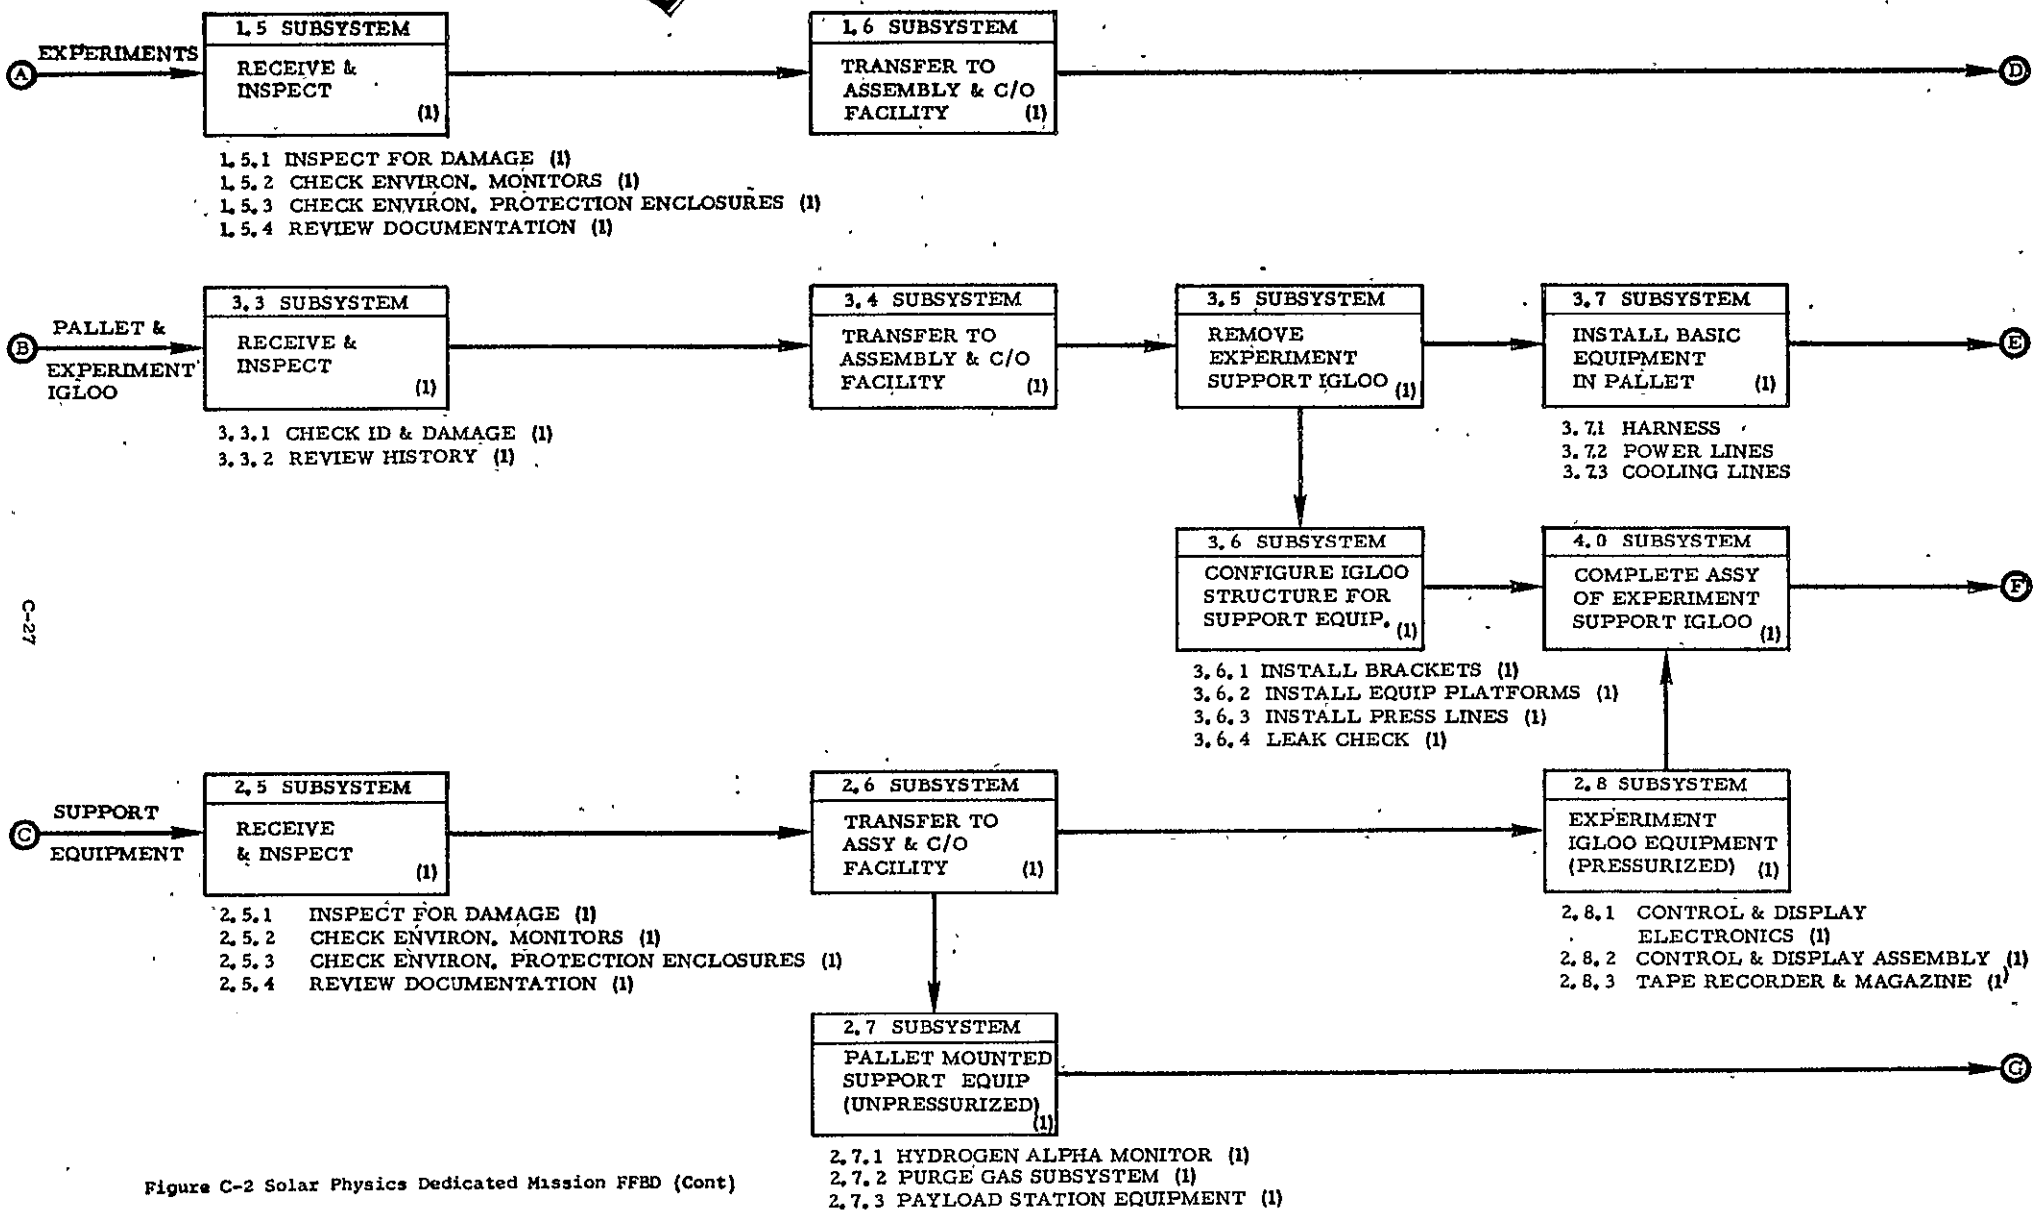 A
EXPERIMENTS
1.5 SUBSYSTEM
RECEIVE &
INSPECT
(1)
1.6 SUBSYSTEM
TRANSFER TO
ASSEMBLY & C/O
FACILITY (1)
D
1.5.1 INSPECT FOR DAMAGE (1)
1.5.2 CHECK ENVIRON. MONITORS (1)
1.5.3 CHECK ENVIRON. PROTECTION ENCLOSURES (1)
1.5.4 REVIEW DOCUMENTATION (1)
B
PALLET &
EXPERIMENT
IGLOO
3.3 SUBSYSTEM
RECEIVE &
INSPECT
(1)
3.4 SUBSYSTEM
TRANSFER TO
ASSEMBLY & C/O
FACILITY (1)
3.5 SUBSYSTEM
REMOVE
EXPERIMENT
SUPPORT IGLOO (1)
3.7 SUBSYSTEM
INSTALL BASIC
EQUIPMENT
IN PALLET (1)
E
3.3.1 CHECK ID & DAMAGE (1)
3.3.2 REVIEW HISTORY (1)
3.7.1 HARNESS
3.7.2 POWER LINES
3.7.3 COOLING LINES
3.6 SUBSYSTEM
CONFIGURE IGLOO
STRUCTURE FOR
SUPPORT EQUIP. (1)
4.0 SUBSYSTEM
COMPLETE ASSY
OF EXPERIMENT
SUPPORT IGLOO (1)
F
3.6.1 INSTALL BRACKETS (1)
3.6.2 INSTALL EQUIP PLATFORMS (1)
3.6.3 INSTALL PRESS LINES (1)
3.6.4 LEAK CHECK (1)
C-27
C
SUPPORT
EQUIPMENT
2.5 SUBSYSTEM
RECEIVE
& INSPECT
(1)
2.6 SUBSYSTEM
TRANSFER TO
ASSY & C/O
FACILITY (1)
2.8 SUBSYSTEM
EXPERIMENT
IGLOO EQUIPMENT
(PRESSURIZED) (1)
2.5.1 INSPECT FOR DAMAGE (1)
2.5.2 CHECK ENVIRON. MONITORS (1)
2.5.3 CHECK ENVIRON. PROTECTION ENCLOSURES (1)
2.5.4 REVIEW DOCUMENTATION (1)
2.8.1 CONTROL & DISPLAY
ELECTRONICS (1)
2.8.2 CONTROL & DISPLAY ASSEMBLY (1)
2.8.3 TAPE RECORDER & MAGAZINE (1)
2.7 SUBSYSTEM
PALLET MOUNTED
SUPPORT EQUIP
(UNPRESSURIZED)
(1)
G
2.7.1 HYDROGEN ALPHA MONITOR (1)
2.7.2 PURGE GAS SUBSYSTEM (1)
2.7.3 PAYLOAD STATION EQUIPMENT (1)
Figure C-2 Solar Physics Dedicated Mission FFBD (Cont)